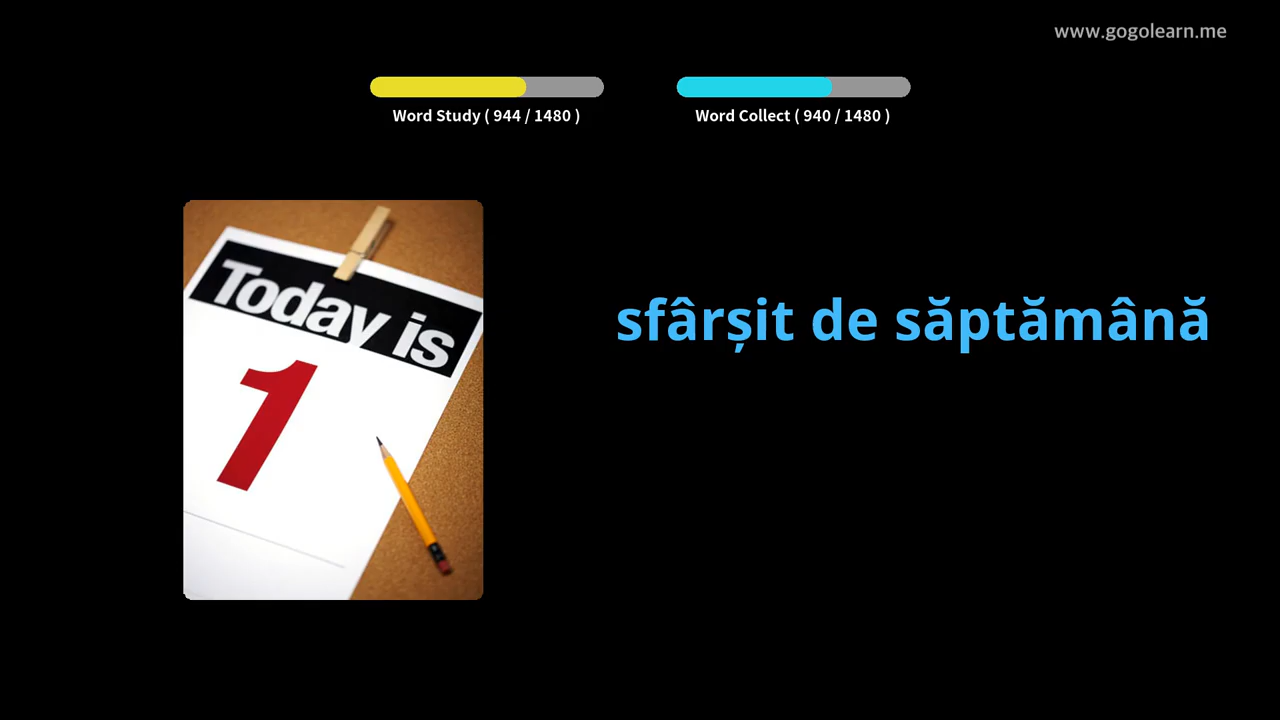 www.gogolearn.me
Word Study ( 944 / 1480 )
Word Collect ( 940 / 1480 )
Today is
1
sfârșit de săptămână